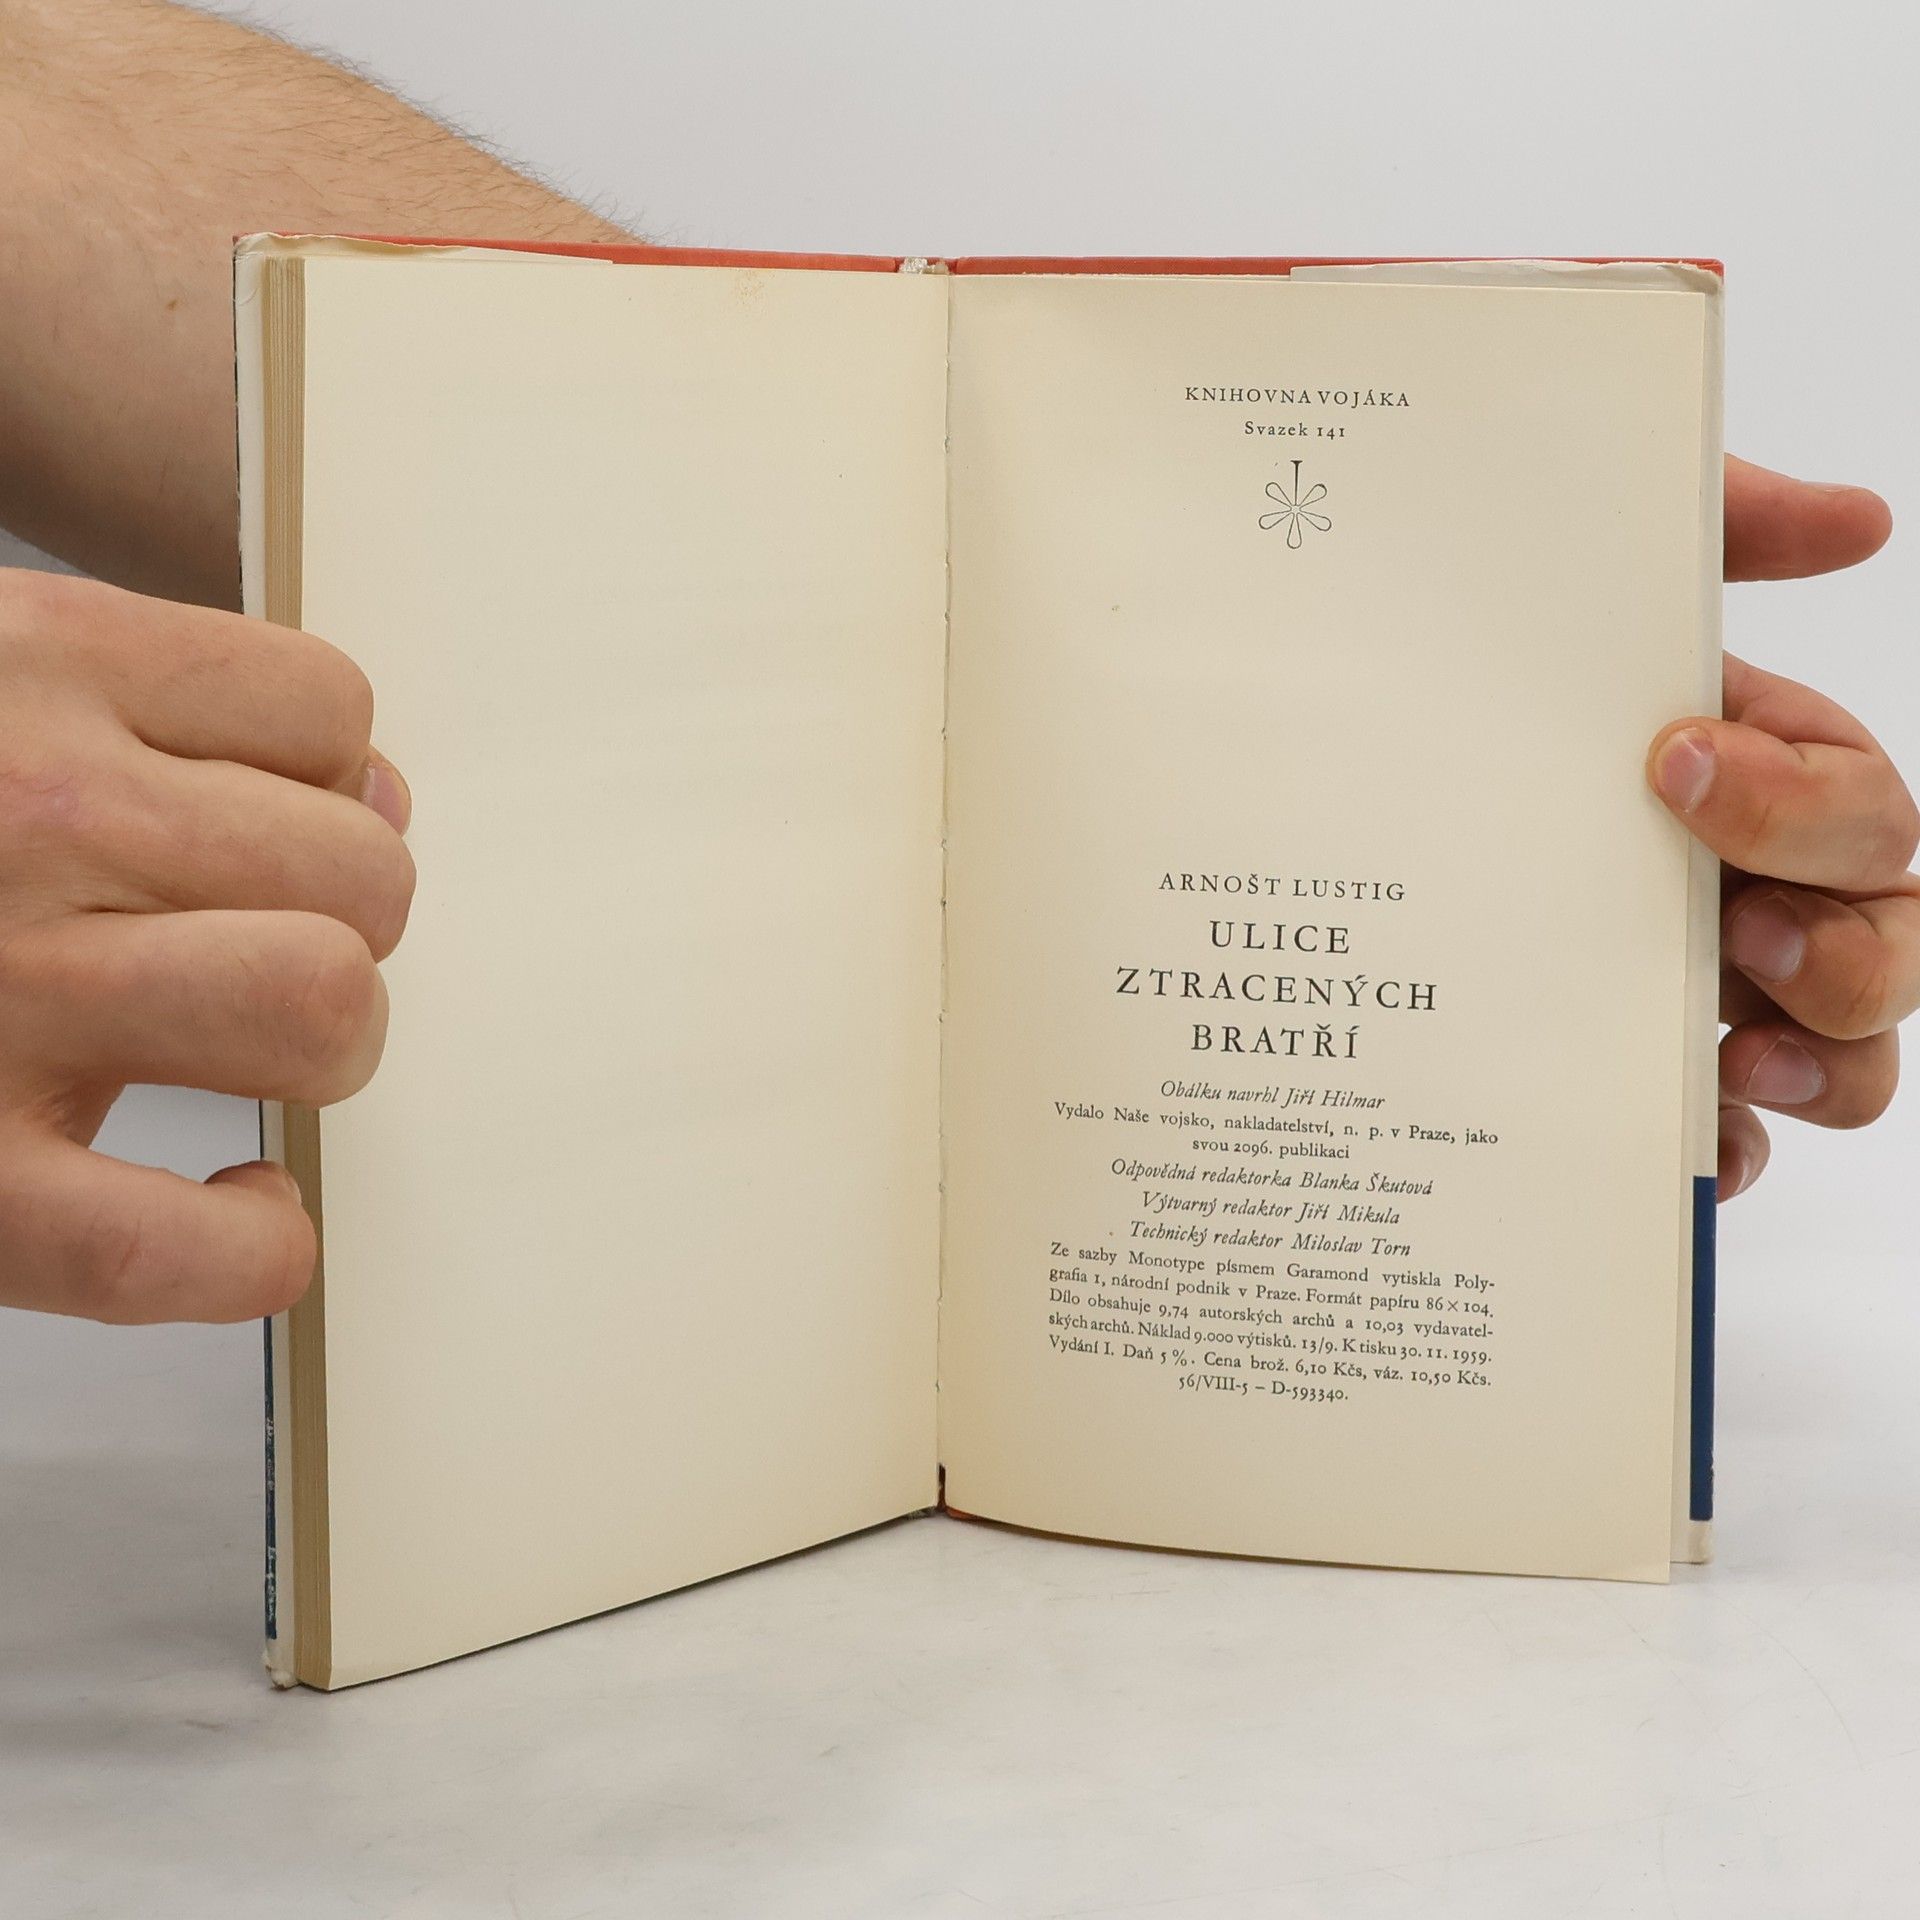 KNIHOVNA VOJÁKA
Svazek 141
ARNOŠT LUSTIG
ULICE
ZTRACENÝCH
BRATŘÍ
Obálku navrhl Jiří Hilmar
Vydalo Naše vojsko, nakladatelství, n. p. v Praze, jako
svou 2096. publikaci
Odpovědná redaktorka Blanka Škutová
Výtvarný redaktor Jiří Mikula
Technický redaktor Miloslav Torn
Ze sazby Monotype písmem Garamond vytiskla Poly-
grafia 1, národní podnik v Praze. Formát papíru 86 × 104.
Dílo obsahuje 9,74 autorských archů a 10,03 vydavatel-
ských archů. Náklad 9.000 výtisků. 13/9. K tisku 30. 11. 1959.
Vydání I. Daň 5 %. Cena brož. 6,10 Kčs, váz. 10,50 Kčs.
56/VIII-5 – D-593340.